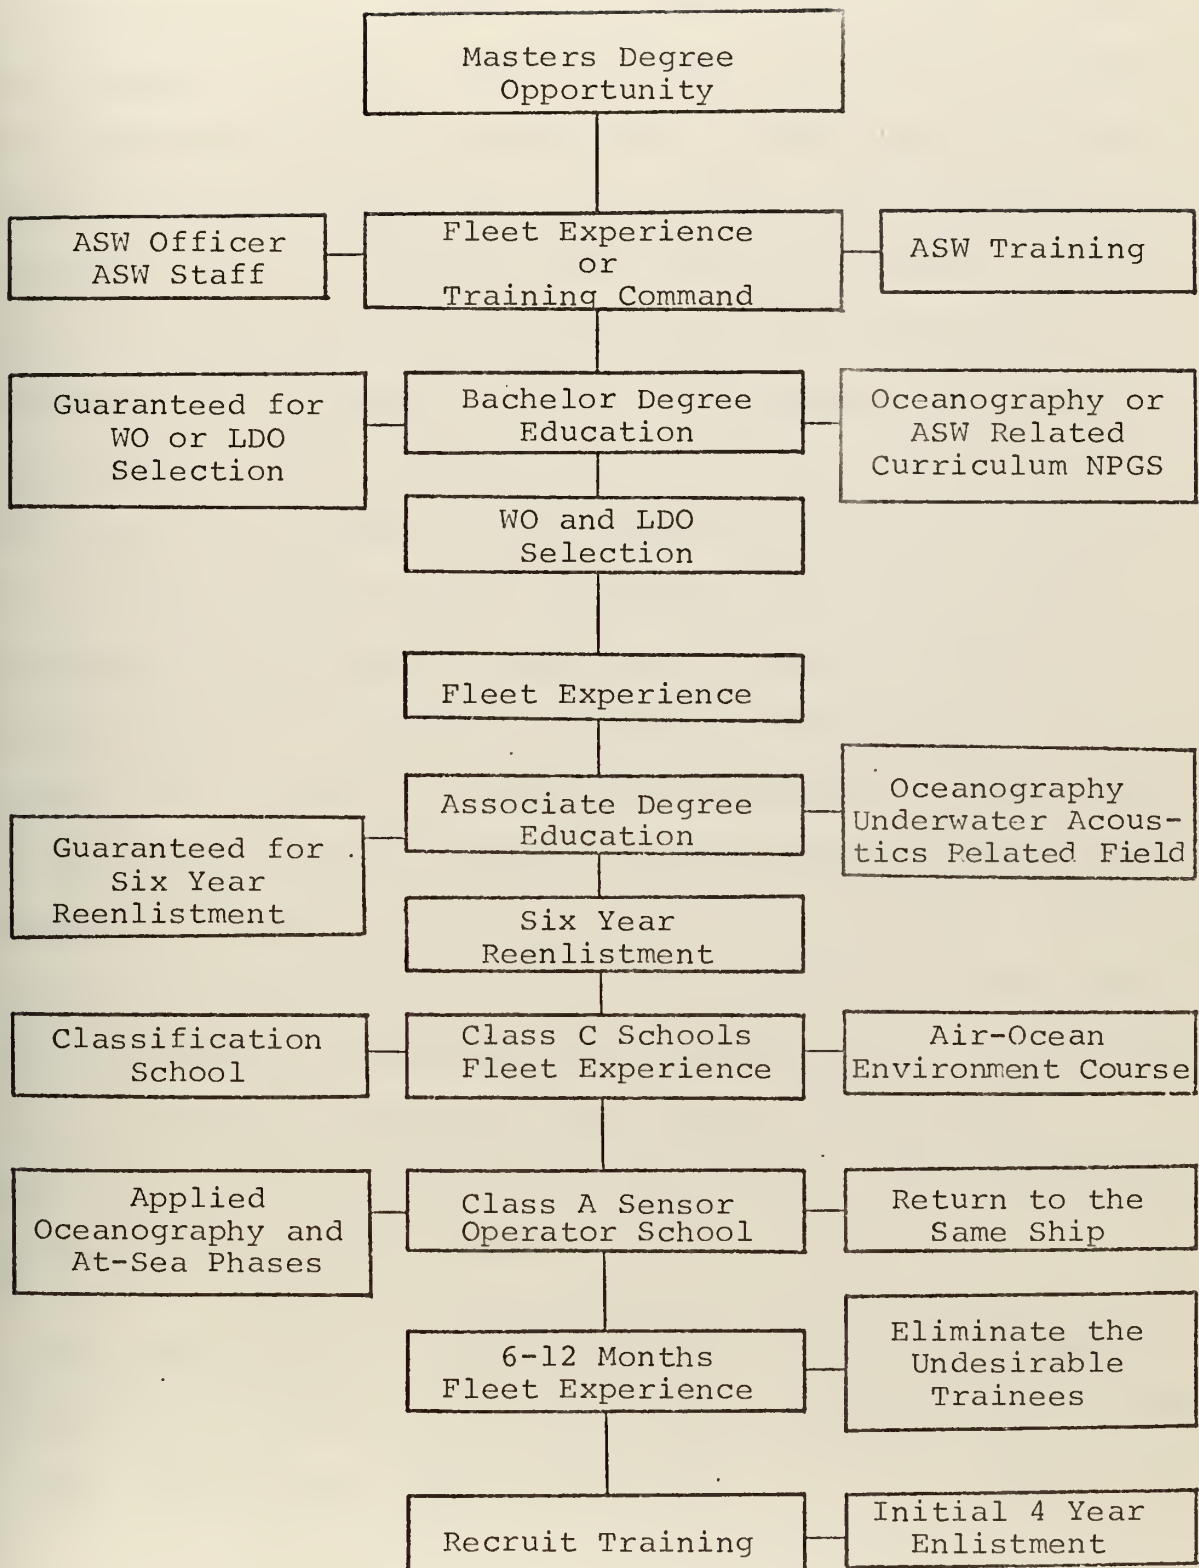 Masters Degree
Opportunity
ASW Officer
ASW Staff
Fleet Experience
or
Training Command
ASW Training
Guaranteed for
WO or LDO
Selection
Bachelor Degree
Education
Oceanography or
ASW Related
Curriculum NPGS
WO and LDO
Selection
Fleet Experience
Guaranteed for
Six Year
Reenlistment
Associate Degree
Education
Oceanography
Underwater Acous-
tics Related Field
Six Year
Reenlistment
Classification
School
Class C Schools
Fleet Experience
Air-Ocean
Environment Course
Applied
Oceanography and
At-Sea Phases
Class A Sensor
Operator School
Return to the
Same Ship
6-12 Months
Fleet Experience
Eliminate the
Undesirable
Trainees
Recruit Training
Initial 4 Year
Enlistment